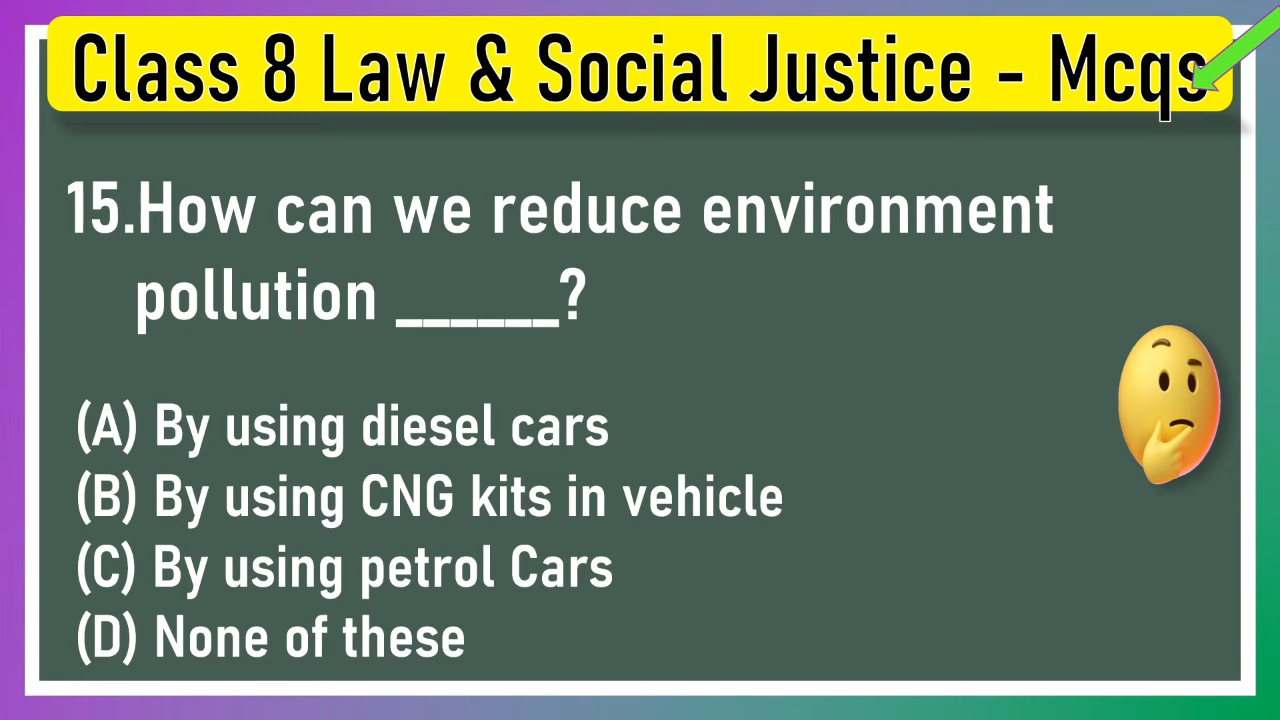 Class 8 Law & Social Justice - Mcqs
15.How can we reduce environment
pollution ______?
(A) By using diesel cars
(B) By using CNG kits in vehicle
(C) By using petrol Cars
(D) None of these